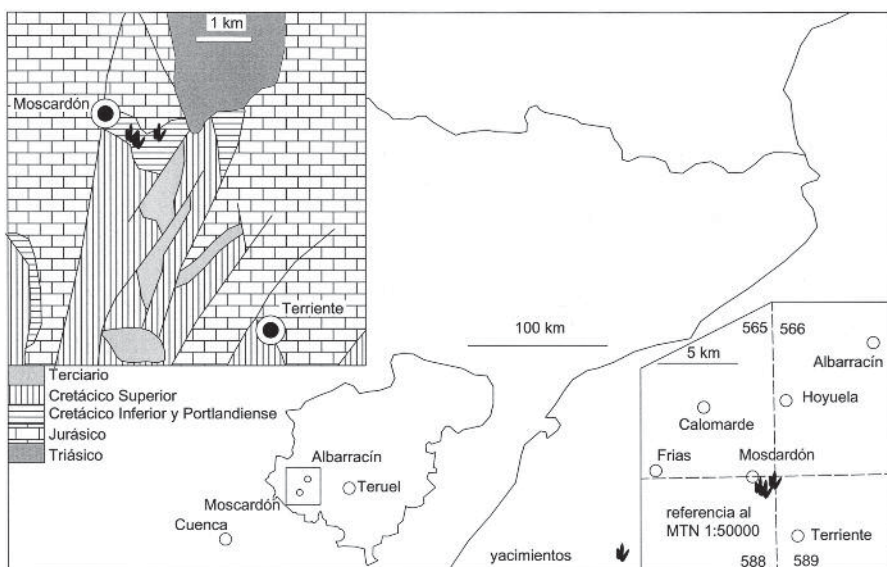 1 km
Moscardón
Terriente
Terciario
Cretácico Superior
Cretácico Inferior y Portlandiense
Jurásico
Triásico
100 km
Albarracín
Teruel
Moscardón
Cuenca
yacimientos
565 566
5 km
Albarracín
Hoyuela
Calomarde
Frias
Moscardón
referencia al
MTN 1:50000
Terriente
588 589